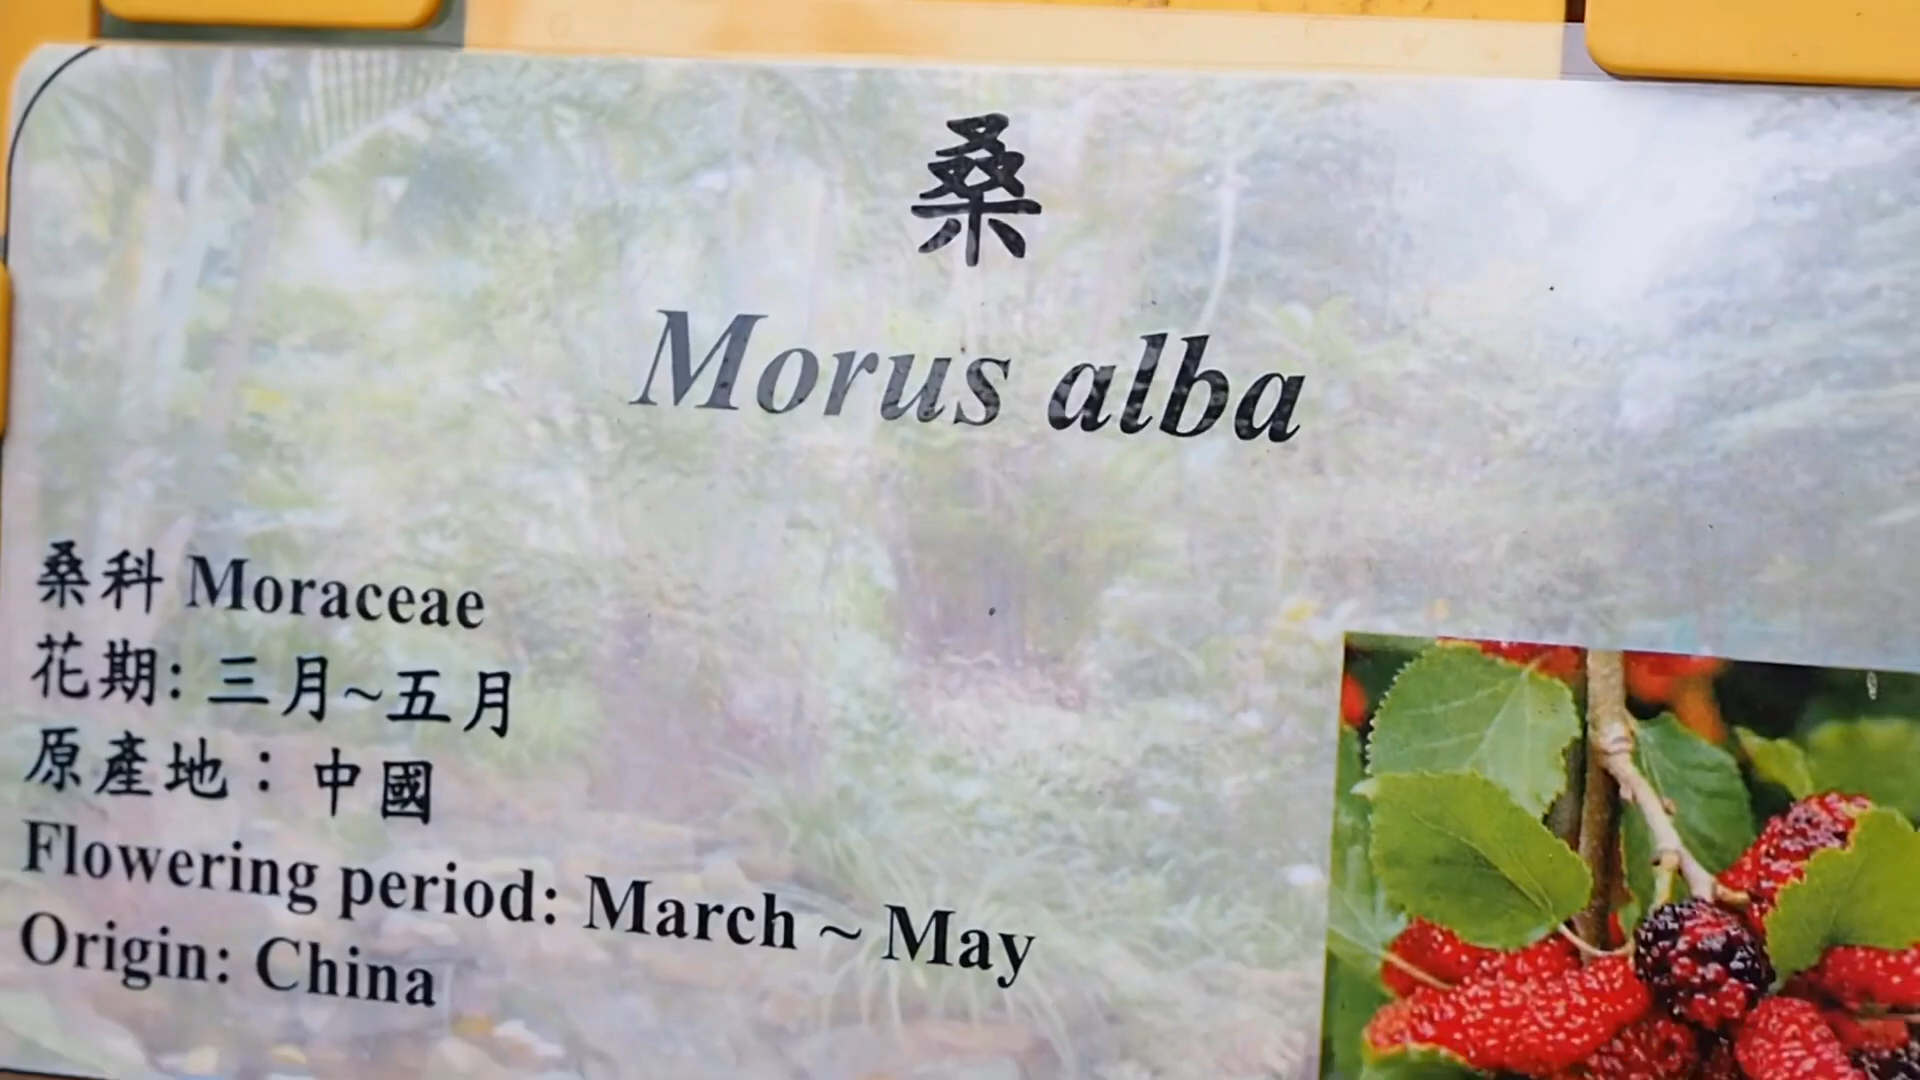 桑
Morus alba
桑科 Moraceae
花期: 三月~五月
原產地：中國
Flowering period: March ~ May
Origin: China